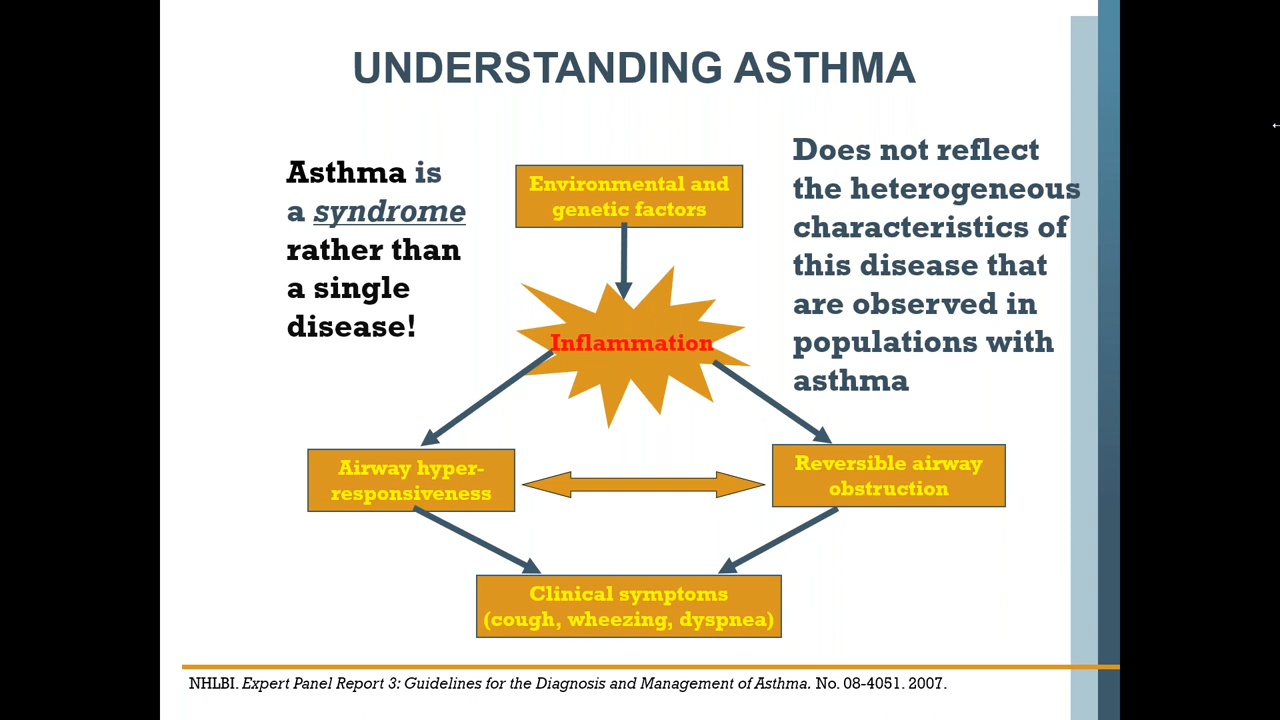 UNDERSTANDING ASTHMA
Asthma is
a syndrome
rather than
a single
disease!
Environmental and
genetic factors
Does not reflect
the heterogeneous
characteristics of
this disease that
are observed in
populations with
asthma
Inflammation
Airway hyper-
responsiveness
Reversible airway
obstruction
Clinical symptoms
(cough, wheezing, dyspnea)
NHLBI. Expert Panel Report 3: Guidelines for the Diagnosis and Management of Asthma. No. 08-4051. 2007.